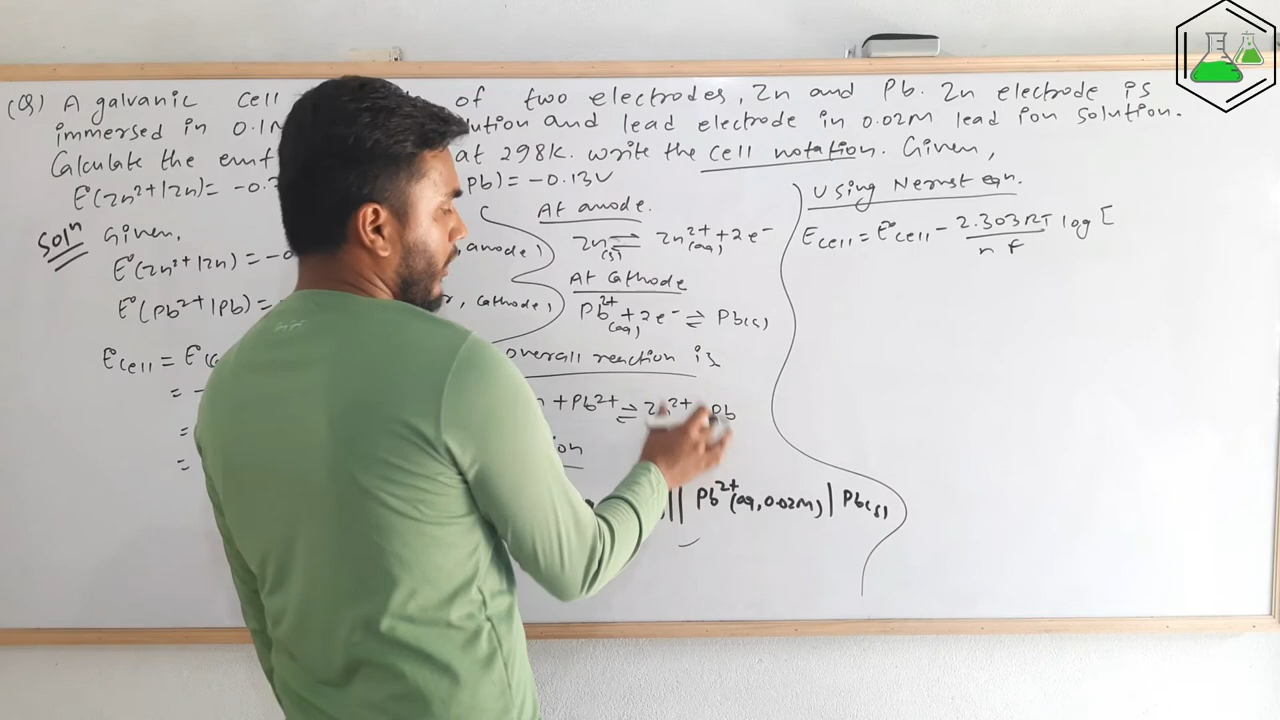 (Q) A galvanic cell of two electrodes, Zn and Pb. Zn electrode is
immersed in 0.1M lution and lead electrode in 0.02M lead ion solution.
Calculate the emf at 298K. Write the cell notation. Given,
E°(Zn²⁺|Zn) = -0. Pb) = -0.13V
Solⁿ Given,
E°(Zn²⁺|Zn) = -0 , anode)
E°(Pb²⁺|Pb) = r, cathode)
E°cell = E°(c
= -
=
=
At anode.
Zn(s) ⇌ Zn²⁺(aq) + 2e⁻
At Cathode
Pb²⁺(aq) + 2e⁻ ⇌ Pb(s)
overall reaction is
n + Pb²⁺ ⇌ Zn²⁺ Pb
ion
|| Pb²⁺(aq, 0.02M) | Pb(s)
Using Nernst eqn.
Ecell = E°cell - 2.303RT/nF log [